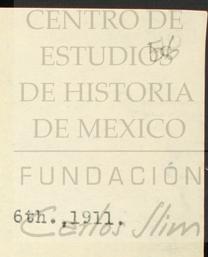 CENTRO DE
ESTUDIOS
DE HISTORIA
DE MEXICO
FUNDACIÓN
6th.,1911.
Carlos Slim